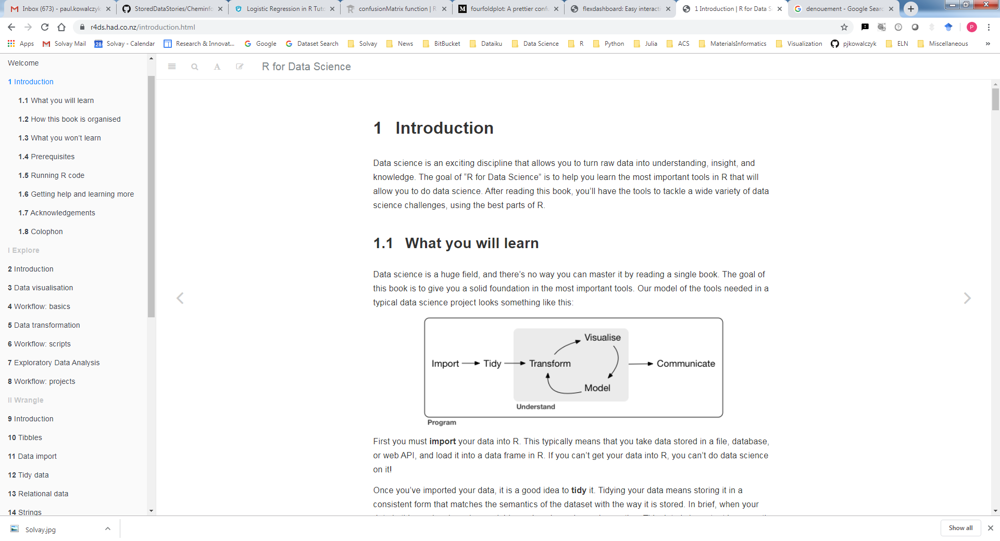 Inbox (673) - paul.kowalczyk
StoredDataStories/Cheminfo
Logistic Regression in R Tuto
confusionMatrix function | R
fourfoldplot: A prettier confu
flexdashboard: Easy interacti
1 Introduction | R for Data S
denouement - Google Searc
r4ds.had.co.nz/introduction.html
P
Apps
Solvay Mail
28 Solvay - Calendar
Research & Innovat...
Google
Dataset Search
Solvay
News
BitBucket
Dataiku
Data Science
R
Python
Julia
ACS
MaterialsInformatics
Visualization
pjkowalczyk
ELN
Miscellaneous
»
Welcome
1 Introduction
1.1 What you will learn
1.2 How this book is organised
1.3 What you won’t learn
1.4 Prerequisites
1.5 Running R code
1.6 Getting help and learning more
1.7 Acknowledgements
1.8 Colophon
I Explore
2 Introduction
3 Data visualisation
4 Workflow: basics
5 Data transformation
6 Workflow: scripts
7 Exploratory Data Analysis
8 Workflow: projects
II Wrangle
9 Introduction
10 Tibbles
11 Data import
12 Tidy data
13 Relational data
14 Strings
A
R for Data Science
1 Introduction
Data science is an exciting discipline that allows you to turn raw data into understanding, insight, and
knowledge. The goal of “R for Data Science” is to help you learn the most important tools in R that will
allow you to do data science. After reading this book, you’ll have the tools to tackle a wide variety of data
science challenges, using the best parts of R.
1.1 What you will learn
Data science is a huge field, and there’s no way you can master it by reading a single book. The goal of
this book is to give you a solid foundation in the most important tools. Our model of the tools needed in a
typical data science project looks something like this:
Visualise
Import
Tidy
Transform
Communicate
Model
Understand
Program
First you must import your data into R. This typically means that you take data stored in a file, database,
or web API, and load it into a data frame in R. If you can’t get your data into R, you can’t do data science
on it!
Once you’ve imported your data, it is a good idea to tidy it. Tidying your data means storing it in a
consistent form that matches the semantics of the dataset with the way it is stored. In brief, when your
Solvay.jpg
Show all